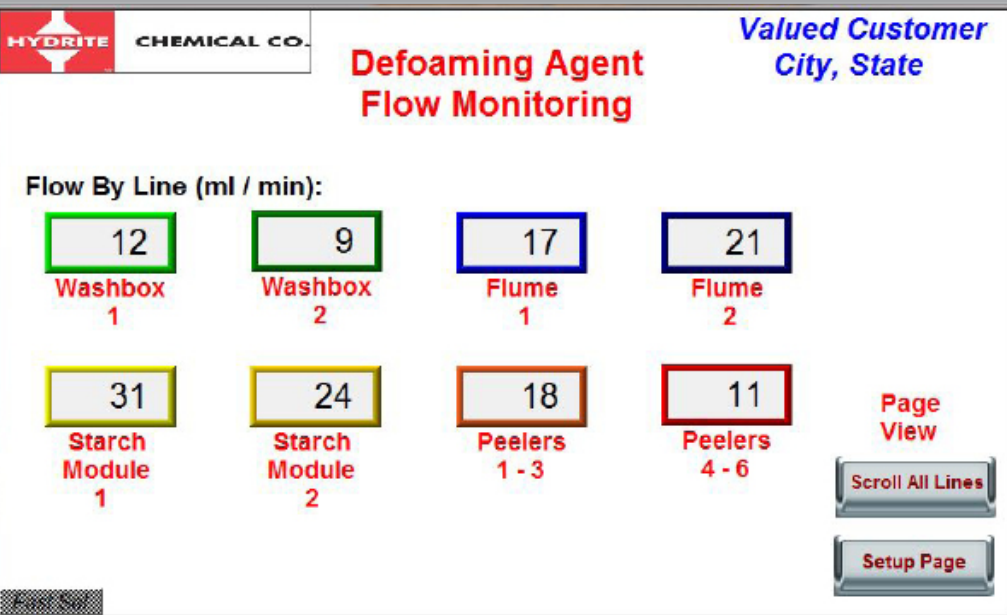 HYDRITE CHEMICAL CO.
Valued Customer
City, State
Defoaming Agent
Flow Monitoring
Flow By Line (ml / min):
12 9 17 21
Washbox Washbox Flume Flume
1 2 1 2
31 24 18 11
Starch Starch Peelers Peelers
Module Module 1 - 3 4 - 6
1 2
Page
View
Scroll All Lines
Setup Page
Fast Sel